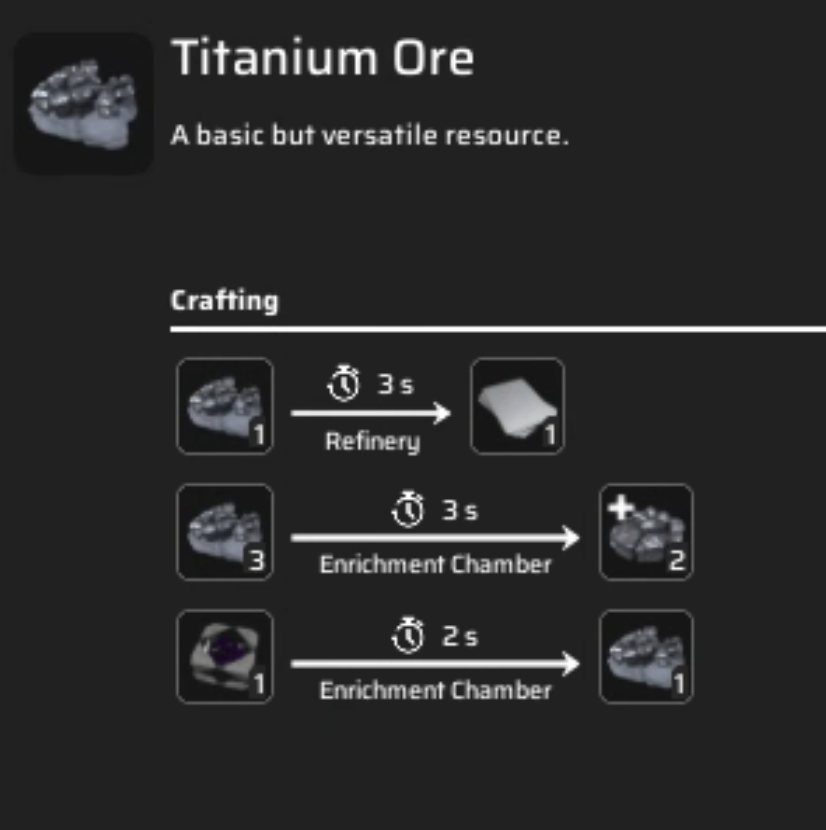 Titanium Ore
A basic but versatile resource.
Crafting
3 s
1
1
Refinery
3 s
3
2
Enrichment Chamber
2 s
1
1
Enrichment Chamber